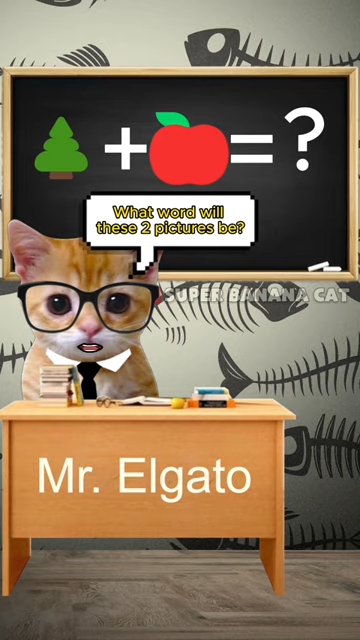 + = ?
What word will
these 2 pictures be?
SUPER BANANA CAT
Mr. Elgato